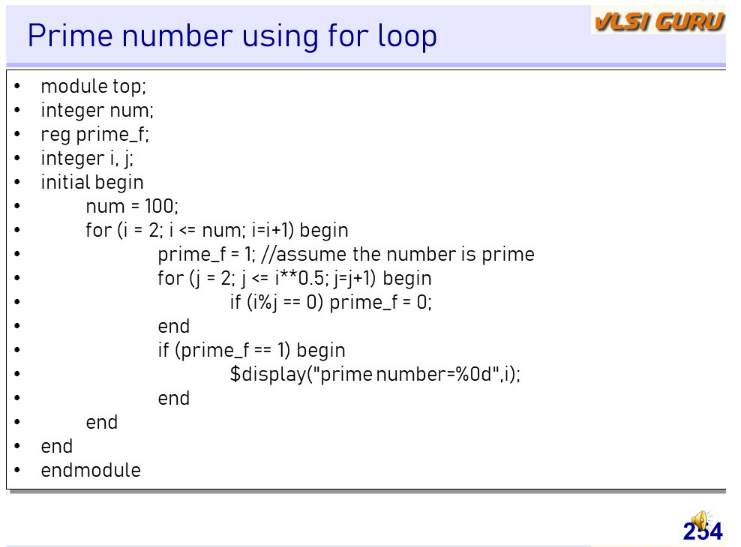 Prime number using for loop
VLSI GURU
• module top;
• integer num;
• reg prime_f;
• integer i, j;
• initial begin
• num = 100;
• for (i = 2; i <= num; i=i+1) begin
• prime_f = 1; //assume the number is prime
• for (j = 2; j <= i**0.5; j=j+1) begin
• if (i%j == 0) prime_f = 0;
• end
• if (prime_f == 1) begin
• $display("prime number=%0d",i);
• end
• end
• end
• endmodule
254